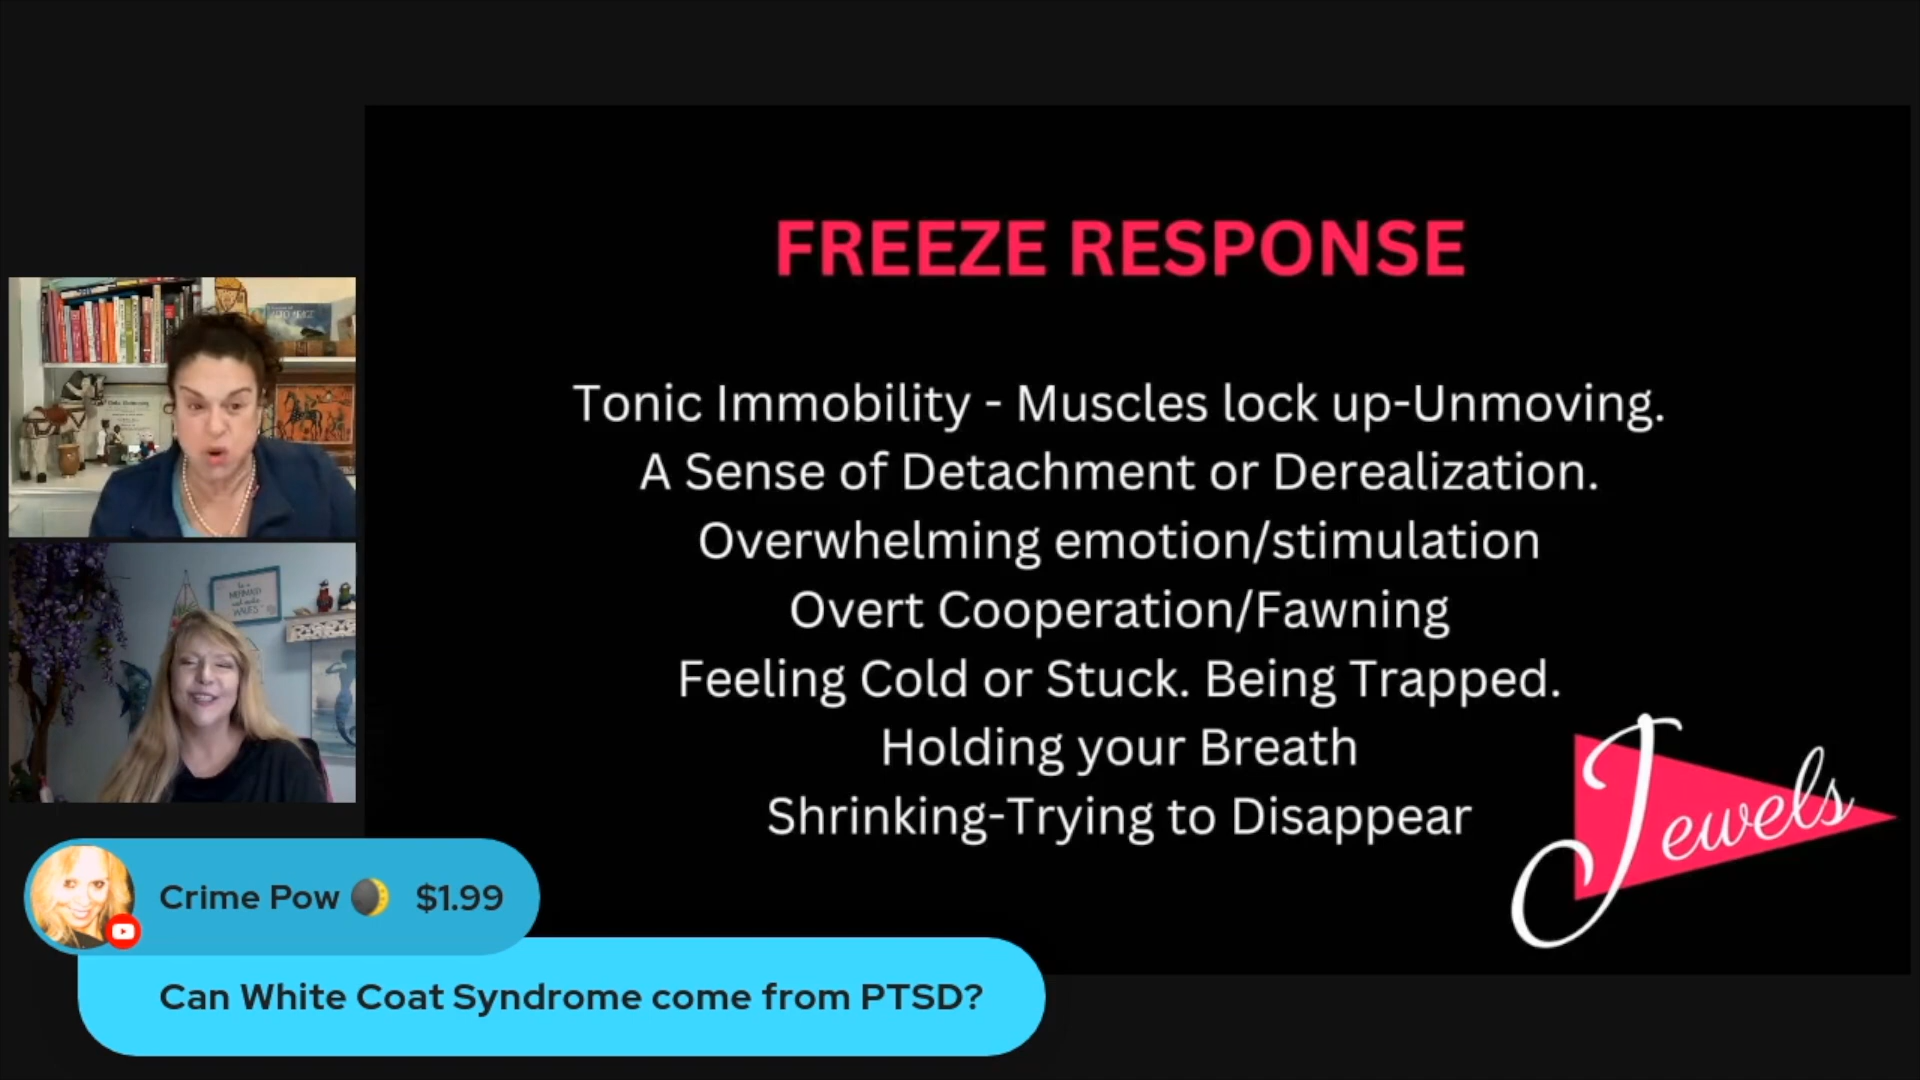 FREEZE RESPONSE
Tonic Immobility - Muscles lock up-Unmoving.
A Sense of Detachment or Derealization.
Overwhelming emotion/stimulation
Overt Cooperation/Fawning
Feeling Cold or Stuck. Being Trapped.
Holding your Breath
Shrinking-Trying to Disappear
Jewels
Crime Pow $1.99
Can White Coat Syndrome come from PTSD?